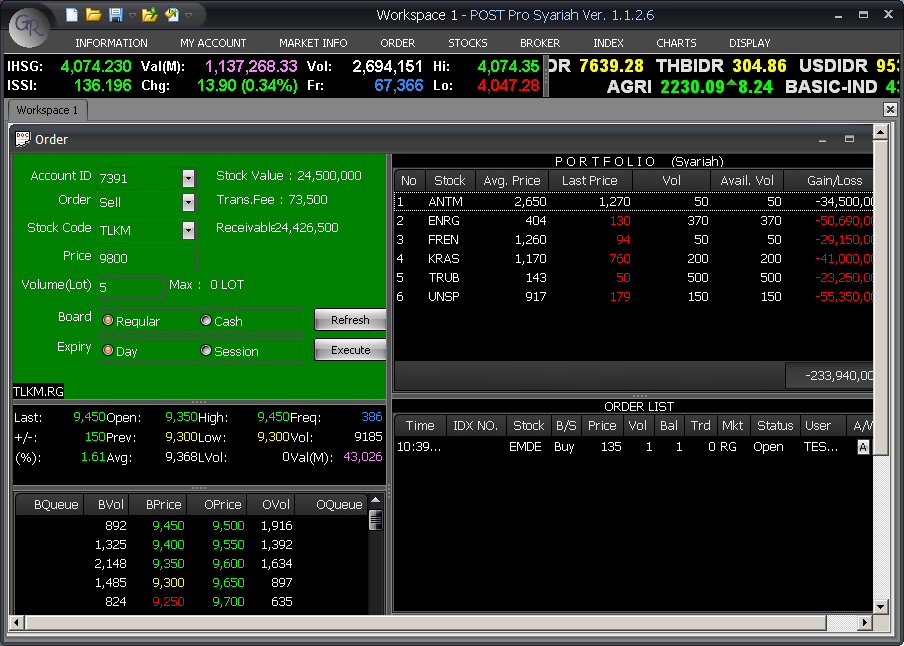 GR
Workspace 1 - POST Pro Syariah Ver. 1.1.2.6
INFORMATION MY ACCOUNT MARKET INFO ORDER STOCKS BROKER INDEX CHARTS DISPLAY
IHSG: 4,074.230 Val(M): 1,137,268.33 Vol: 2,694,151 Hi: 4,074.35 DR 7639.28 THBIDR 304.86 USDIDR 953
ISSI: 136.196 Chg: 13.90 (0.34%) Fr: 67,366 Lo: 4,047.28 AGRI 2230.09 8.24 BASIC-IND 43
Workspace 1
Order
Account ID 7391 Stock Value : 24,500,000
Order Sell Trans.Fee : 73,500
Stock Code TLKM Receivable24,426,500
Price 9800
Volume(Lot) 5 Max : 0 LOT
Board Regular Cash Refresh
Expiry Day Session Execute
TLKM.RG
Last: 9,450 Open: 9,350 High: 9,450 Freq: 386
+/-: 150 Prev: 9,300 Low: 9,300 Vol: 9185
(%): 1.61 Avg: 9,368 LVol: 0 Val(M): 43,026
BQueue BVol BPrice OPrice OVol OQueue
892 9,450 9,500 1,916
1,325 9,400 9,550 1,392
2,148 9,350 9,600 1,634
1,485 9,300 9,650 897
824 9,250 9,700 635
PORTFOLIO (Syariah)
No Stock Avg. Price Last Price Vol Avail. Vol Gain/Loss
1 ANTM 2,650 1,270 50 50 -34,500,00
2 ENRG 404 130 370 370 -50,690,00
3 FREN 1,260 94 50 50 -29,150,00
4 KRAS 1,170 760 200 200 -41,000,00
5 TRUB 143 50 500 500 -23,250,00
6 UNSP 917 179 150 150 -55,350,00
-233,940,00
ORDER LIST
Time IDX NO. Stock B/S Price Vol Bal Trd Mkt Status User A/V
10:39... EMDE Buy 135 1 1 0 RG Open TES... A